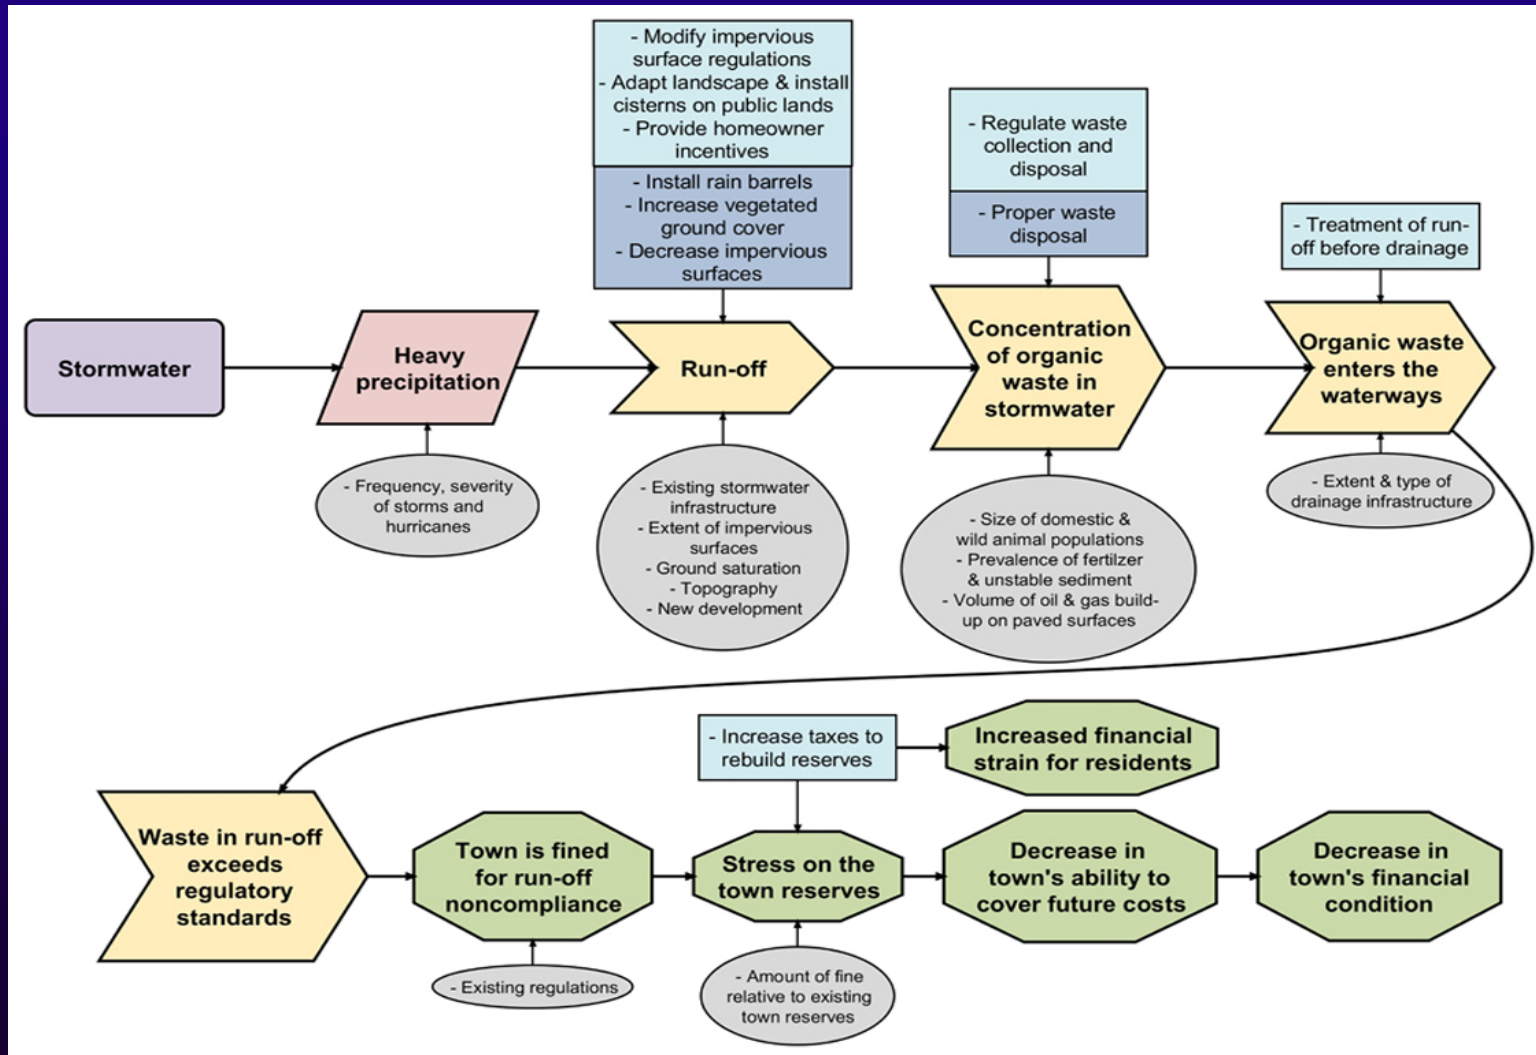 - Modify impervious
surface regulations
- Adapt landscape & install
cisterns on public lands
- Provide homeowner
incentives
- Install rain barrels
- Increase vegetated
ground cover
- Decrease impervious
surfaces
- Regulate waste
collection and
disposal
- Proper waste
disposal
- Treatment of run-
off before drainage
Stormwater
Heavy
precipitation
Run-off
Concentration
of organic
waste in
stormwater
Organic waste
enters the
waterways
- Frequency, severity
of storms and
hurricanes
- Existing stormwater
infrastructure
- Extent of impervious
surfaces
- Ground saturation
- Topography
- New development
- Size of domestic &
wild animal populations
- Prevalence of fertilzer
& unstable sediment
- Volume of oil & gas build-
up on paved surfaces
- Extent & type of
drainage infrastructure
- Increase taxes to
rebuild reserves
Increased financial
strain for residents
Waste in run-off
exceeds
regulatory
standards
Town is fined
for run-off
noncompliance
Stress on the
town reserves
Decrease in
town's ability to
cover future costs
Decrease in
town's financial
condition
- Existing regulations
- Amount of fine
relative to existing
town reserves